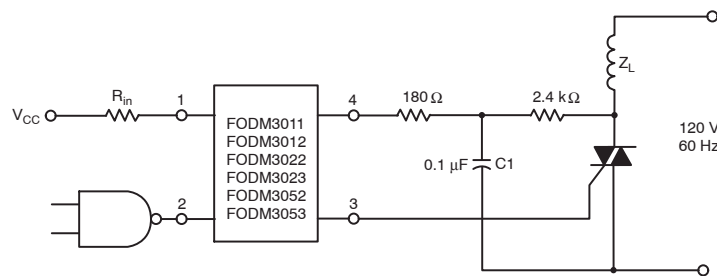 Z_L
R_in
1
4
180 Ω
2.4 kΩ
V_CC
FODM3011
FODM3012
FODM3022
FODM3023
FODM3052
FODM3053
120 V
60 Hz
0.1 µF
C1
2
3